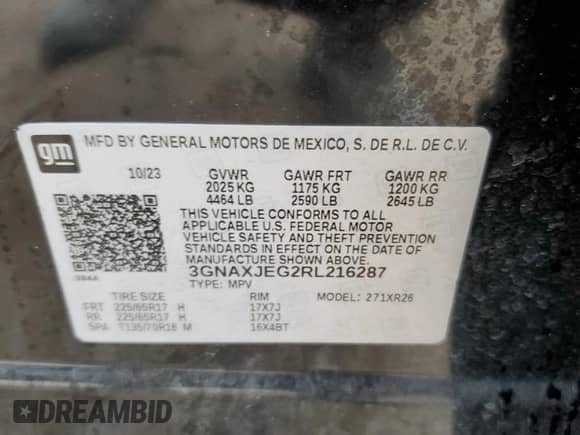 gm
MFD BY GENERAL MOTORS DE MEXICO, S. DE R.L. DE C.V.
10/23 GVWR GAWR FRT GAWR RR
2025 KG 1175 KG 1200 KG
4464 LB 2590 LB 2645 LB
THIS VEHICLE CONFORMS TO ALL
APPLICABLE U.S. FEDERAL MOTOR
VEHICLE SAFETY AND THEFT PREVENTION
STANDARDS IN EFFECT ON THE DATE OF
MANUFACTURE SHOWN ABOVE.
3GNAXJEG2RL216287
TYPE: MPV
TIRE SIZE RIM MODEL: 271XR26
FRT 225/65R17 H 17X7J
RR 225/65R17 H 17X7J
SPA T135/70R16 M 16X4BT
DREAMBID